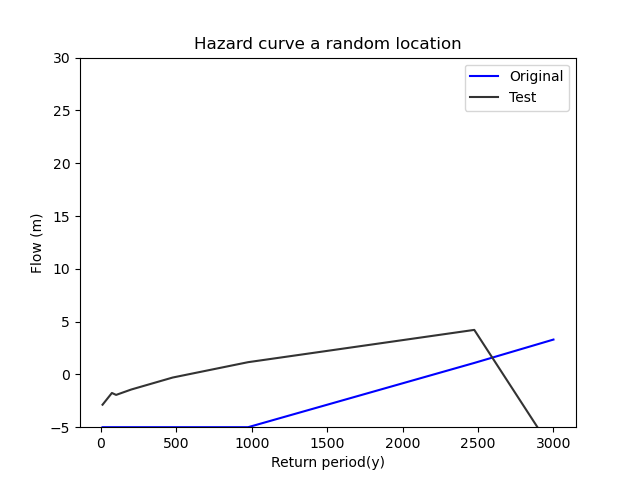 Hazard curve a random location
Original
Test
Flow (m)
30
25
20
15
10
5
0
−5
0 500 1000 1500 2000 2500 3000
Return period(y)